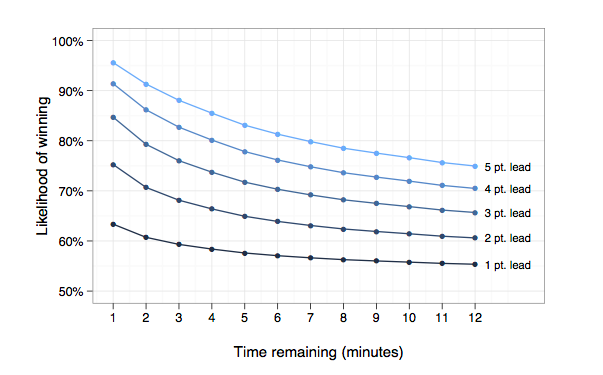 Likelihood of winning
100%
90%
80%
70%
60%
50%
5 pt. lead
4 pt. lead
3 pt. lead
2 pt. lead
1 pt. lead
1 2 3 4 5 6 7 8 9 10 11 12
Time remaining (minutes)